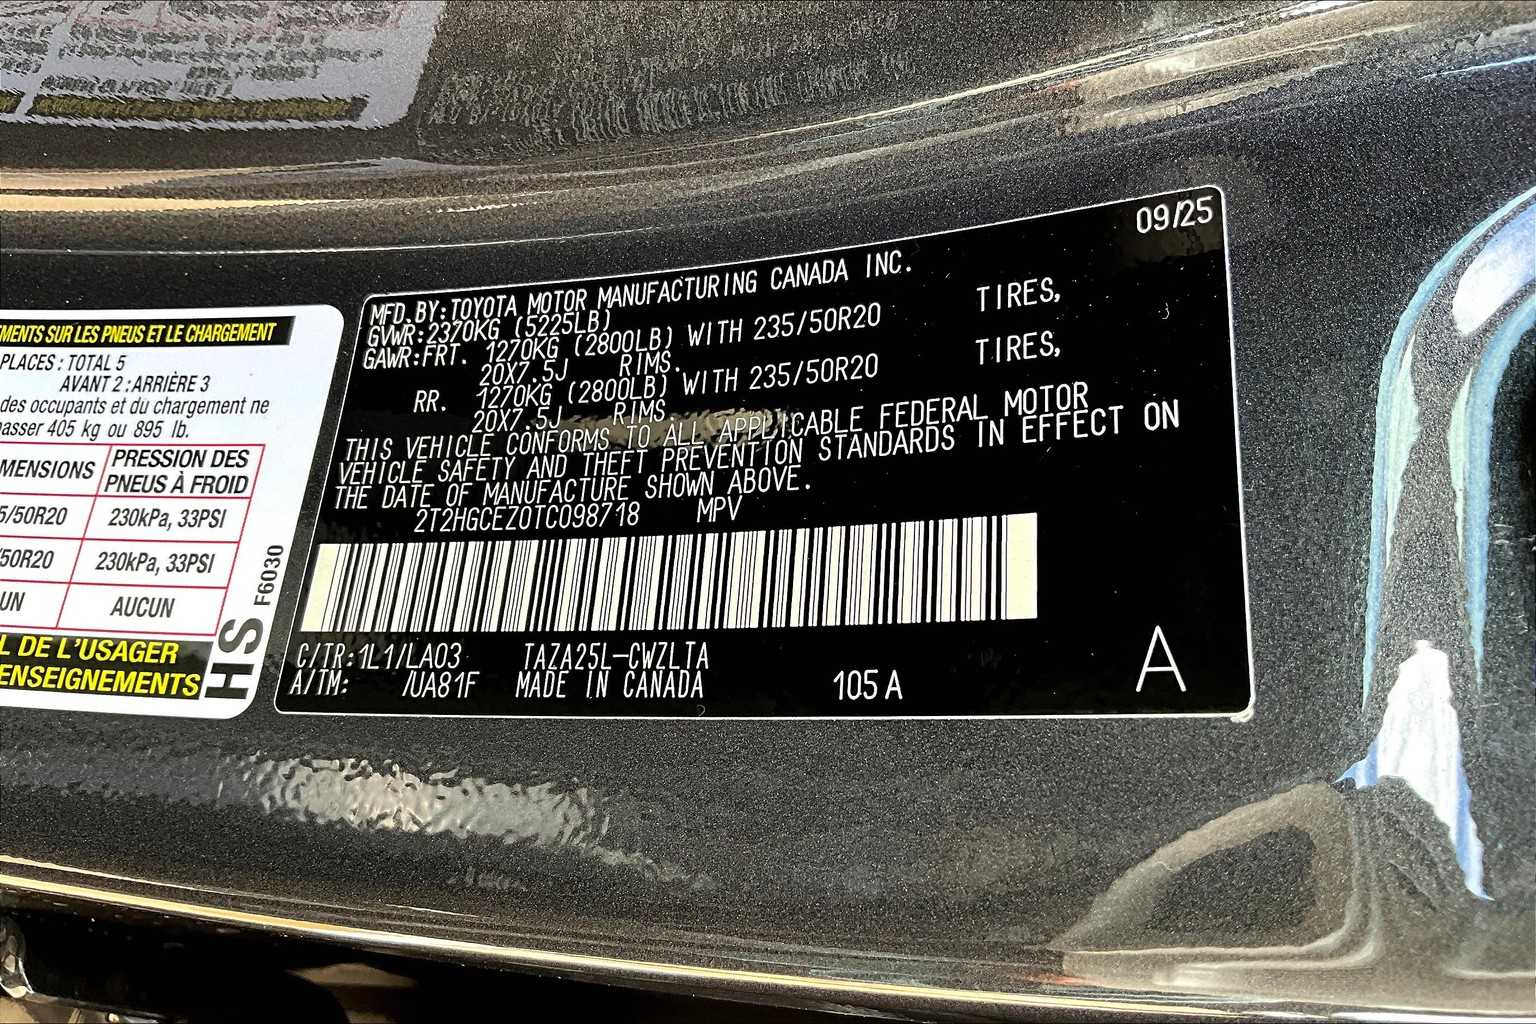 EMENTS SUR LES PNEUS ET LE CHARGEMENT
PLACES : TOTAL 5
AVANT 2 : ARRIÈRE 3
des occupants et du chargement ne
asser 405 kg ou 895 lb.
MENSIONS PRESSION DES PNEUS À FROID
5/50R20 230kPa, 33PSI
/50R20 230kPa, 33PSI
UN AUCUN
L DE L'USAGER
ENSEIGNEMENTS
HS F6030
09/25
MFD.BY:TOYOTA MOTOR MANUFACTURING CANADA INC.
GVWR:2370KG (5225LB)
GAWR:FRT. 1270KG (2800LB) WITH 235/50R20 TIRES,
20X7.5J RIMS.
RR. 1270KG (2800LB) WITH 235/50R20 TIRES,
20X7.5J RIMS
THIS VEHICLE CONFORMS TO ALL APPLICABLE FEDERAL MOTOR
VEHICLE SAFETY AND THEFT PREVENTION STANDARDS IN EFFECT ON
THE DATE OF MANUFACTURE SHOWN ABOVE.
2T2HGCEZ0TC098718 MPV
C/TR:1L1/LA03 TAZA25L-CWZLTA
A/TM: /UA81F MADE IN CANADA 105 A A